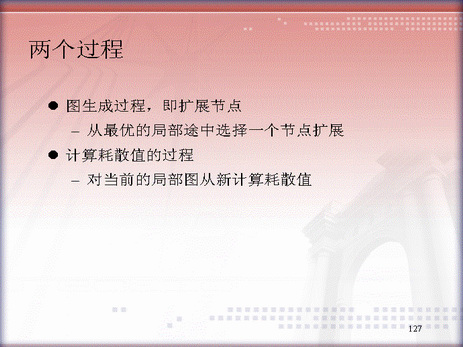 两个过程
● 图生成过程，即扩展节点
– 从最优的局部途中选择一个节点扩展
● 计算耗散值的过程
– 对当前的局部图从新计算耗散值
127